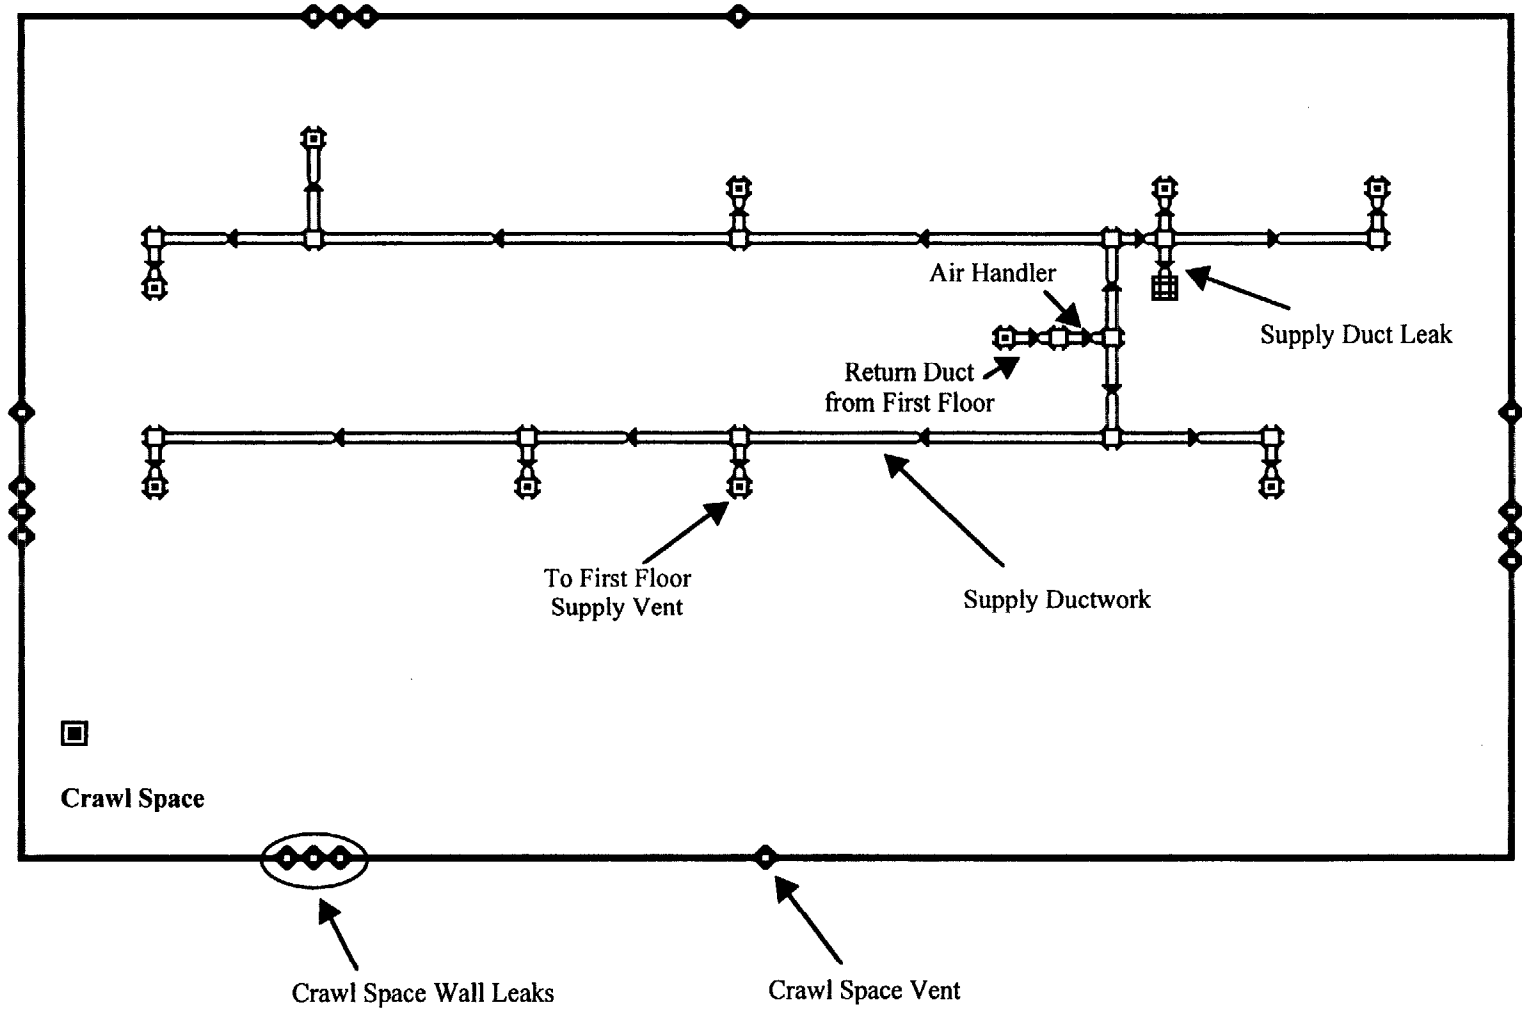 Air Handler
Supply Duct Leak
Return Duct
from First Floor
To First Floor
Supply Vent
Supply Ductwork
Crawl Space
Crawl Space Wall Leaks
Crawl Space Vent